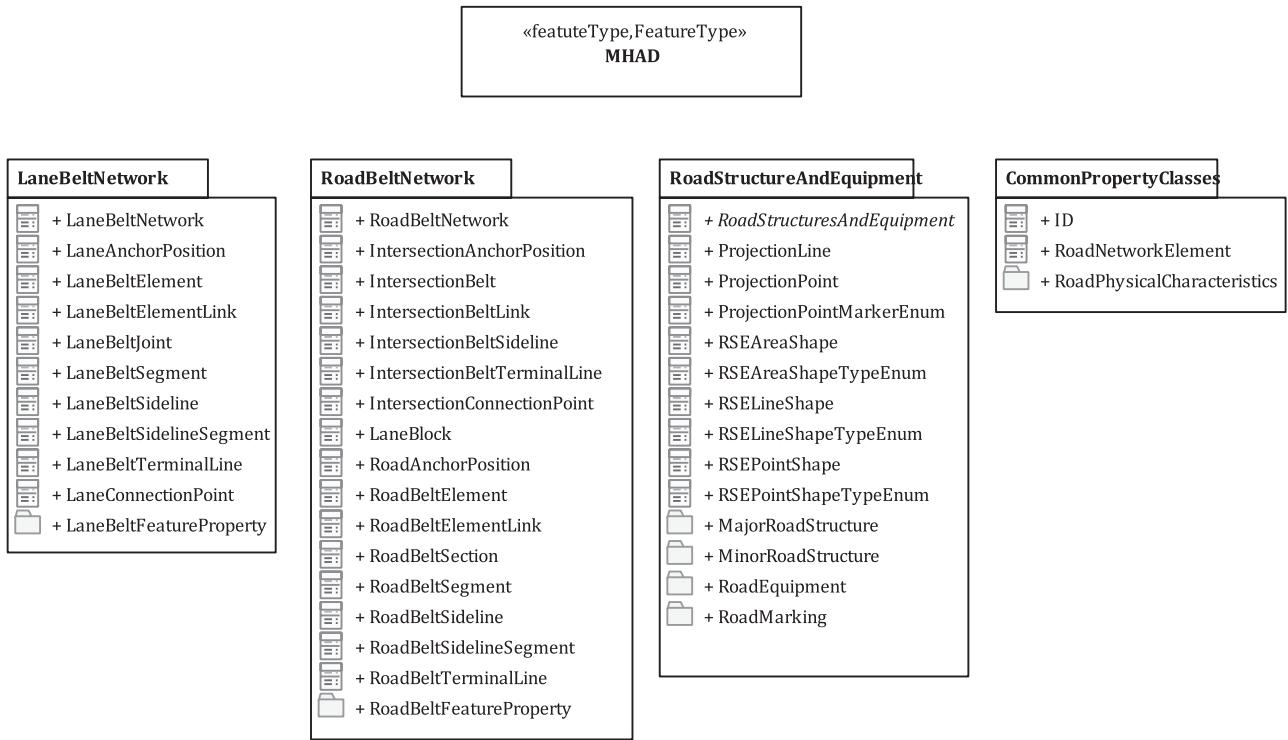 «featuteType,FeatureType»
MHAD
LaneBeltNetwork
+ LaneBeltNetwork
+ LaneAnchorPosition
+ LaneBeltElement
+ LaneBeltElementLink
+ LaneBeltJoint
+ LaneBeltSegment
+ LaneBeltSideline
+ LaneBeltSidelineSegment
+ LaneBeltTerminalLine
+ LaneConnectionPoint
+ LaneBeltFeatureProperty
RoadBeltNetwork
+ RoadBeltNetwork
+ IntersectionAnchorPosition
+ IntersectionBelt
+ IntersectionBeltLink
+ IntersectionBeltSideline
+ IntersectionBeltTerminalLine
+ IntersectionConnectionPoint
+ LaneBlock
+ RoadAnchorPosition
+ RoadBeltElement
+ RoadBeltElementLink
+ RoadBeltSection
+ RoadBeltSegment
+ RoadBeltSideline
+ RoadBeltSidelineSegment
+ RoadBeltTerminalLine
+ RoadBeltFeatureProperty
RoadStructureAndEquipment
+ RoadStructuresAndEquipment
+ ProjectionLine
+ ProjectionPoint
+ ProjectionPointMarkerEnum
+ RSEAreaShape
+ RSEAreaShapeTypeEnum
+ RSELineShape
+ RSELineShapeTypeEnum
+ RSEPointShape
+ RSEPointShapeTypeEnum
+ MajorRoadStructure
+ MinorRoadStructure
+ RoadEquipment
+ RoadMarking
CommonPropertyClasses
+ ID
+ RoadNetworkElement
+ RoadPhysicalCharacteristics